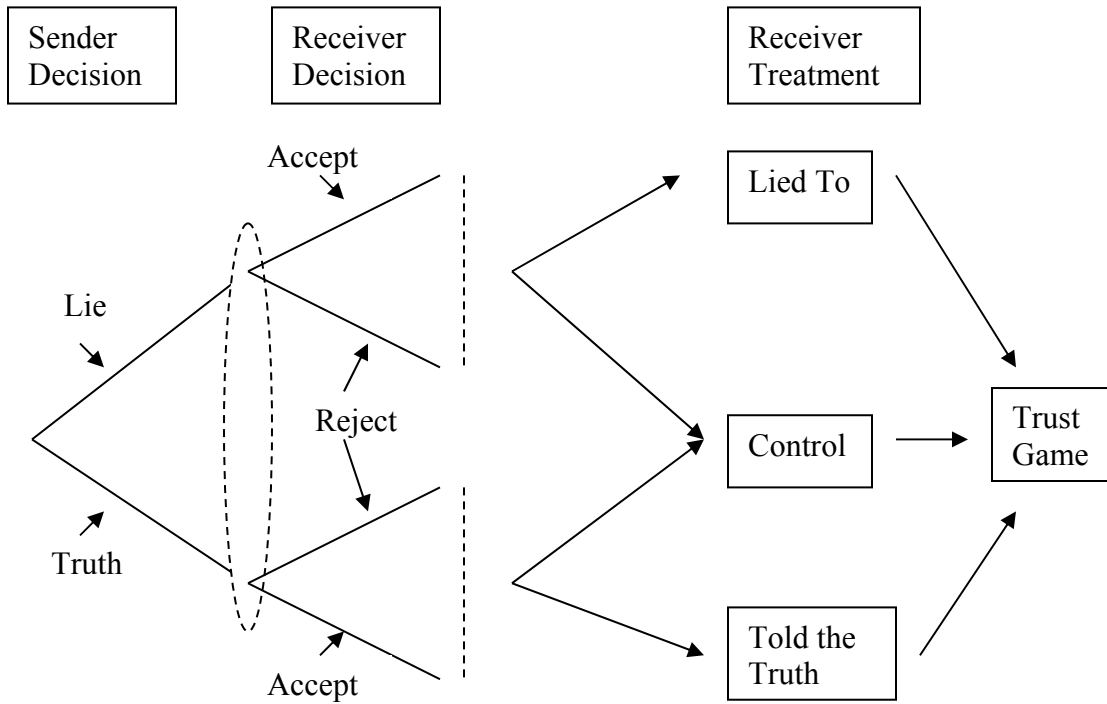 Sender
Decision
Receiver
Decision
Receiver
Treatment
Accept
Lied To
Lie
Reject
Control
Trust
Game
Truth
Told the
Truth
Accept